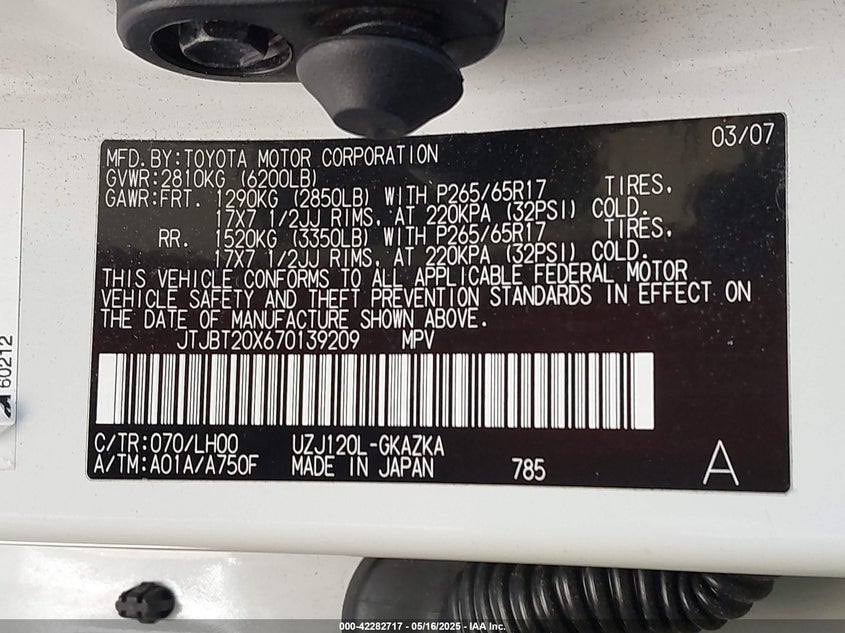 03/07
MFD.BY:TOYOTA MOTOR CORPORATION
GVWR:2810KG (6200LB)
GAWR:FRT. 1290KG (2850LB) WITH P265/65R17 TIRES,
17X7 1/2JJ RIMS, AT 220KPA (32PSI) COLD.
RR. 1520KG (3350LB) WITH P265/65R17 TIRES,
17X7 1/2JJ RIMS, AT 220KPA (32PSI) COLD.
THIS VEHICLE CONFORMS TO ALL APPLICABLE FEDERAL MOTOR
VEHICLE SAFETY AND THEFT PREVENTION STANDARDS IN EFFECT ON
THE DATE OF MANUFACTURE SHOWN ABOVE.
JTJBT20X670139209 MPV
C/TR:070/LH00 UZJ120L-GKAZKA
A/TM:A01A/A750F MADE IN JAPAN 785 A
60212
000-42282717 - 05/16/2025 - IAA Inc.